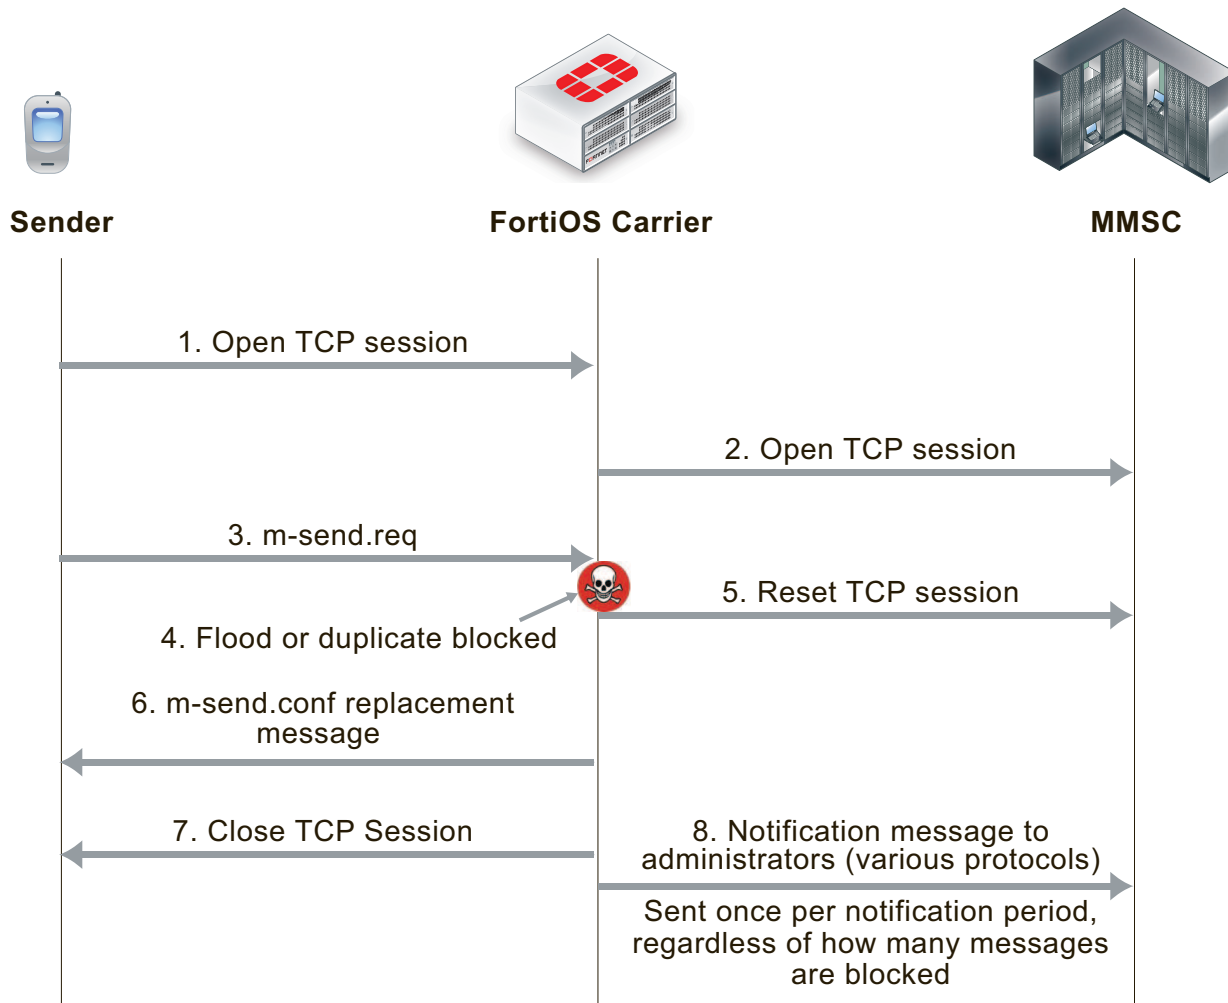 FORTINET
Sender
FortiOS Carrier
MMSC
1. Open TCP session
2. Open TCP session
3. m-send.req
5. Reset TCP session
4. Flood or duplicate blocked
6. m-send.conf replacement
message
7. Close TCP Session
8. Notification message to
administrators (various protocols)
Sent once per notification period,
regardless of how many messages
are blocked